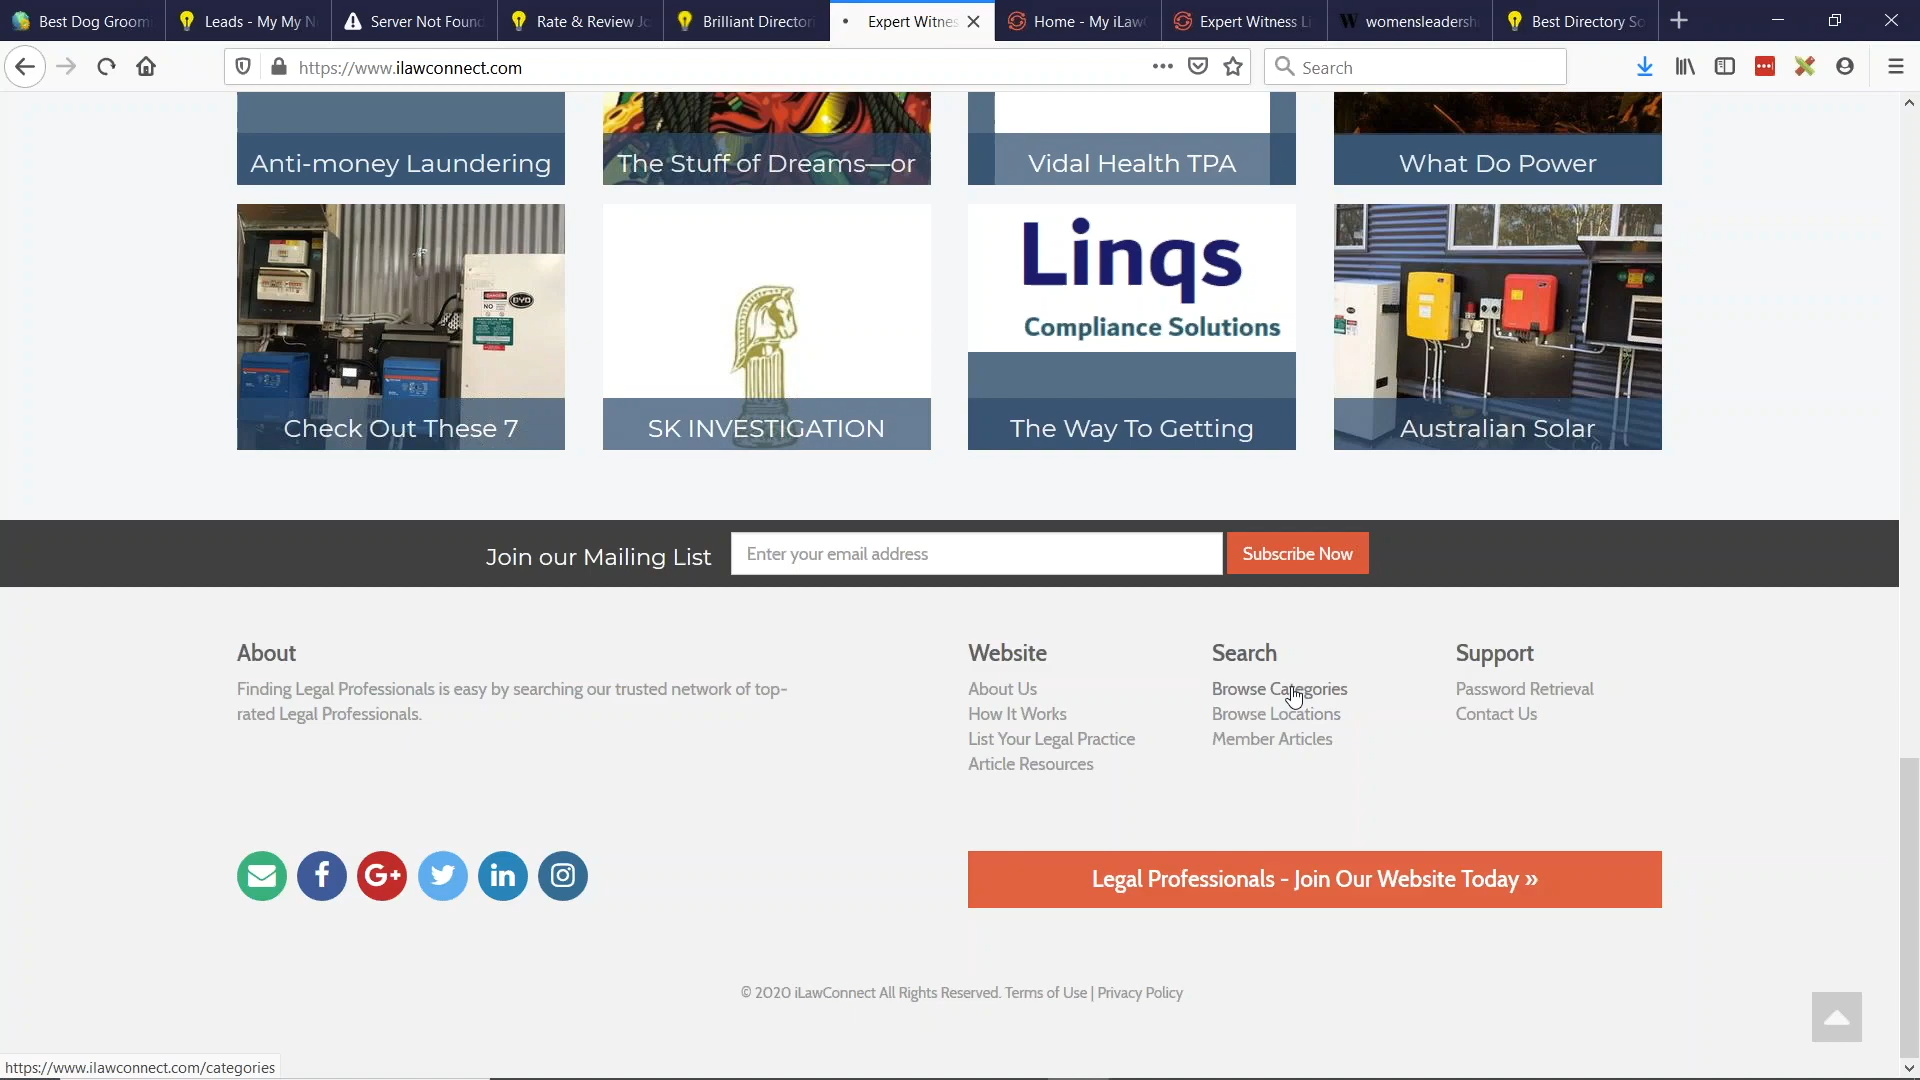 Best Dog Groom
Leads - My My N
Server Not Found
Rate & Review Jo
Brilliant Directori
Expert Witnes
Home - My iLaw
Expert Witness Li
womensleadersh
Best Directory So
https://www.ilawconnect.com
Search
Anti-money Laundering
The Stuff of Dreams—or
Vidal Health TPA
What Do Power
Linqs
Compliance Solutions
BYD
Check Out These 7
SK INVESTIGATION
The Way To Getting
Australian Solar
Join our Mailing List
Enter your email address
Subscribe Now
About
Finding Legal Professionals is easy by searching our trusted network of top-
rated Legal Professionals.
Website
About Us
How It Works
List Your Legal Practice
Article Resources
Search
Browse Categories
Browse Locations
Member Articles
Support
Password Retrieval
Contact Us
Legal Professionals - Join Our Website Today »
© 2020 iLawConnect All Rights Reserved. Terms of Use | Privacy Policy
https://www.ilawconnect.com/categories